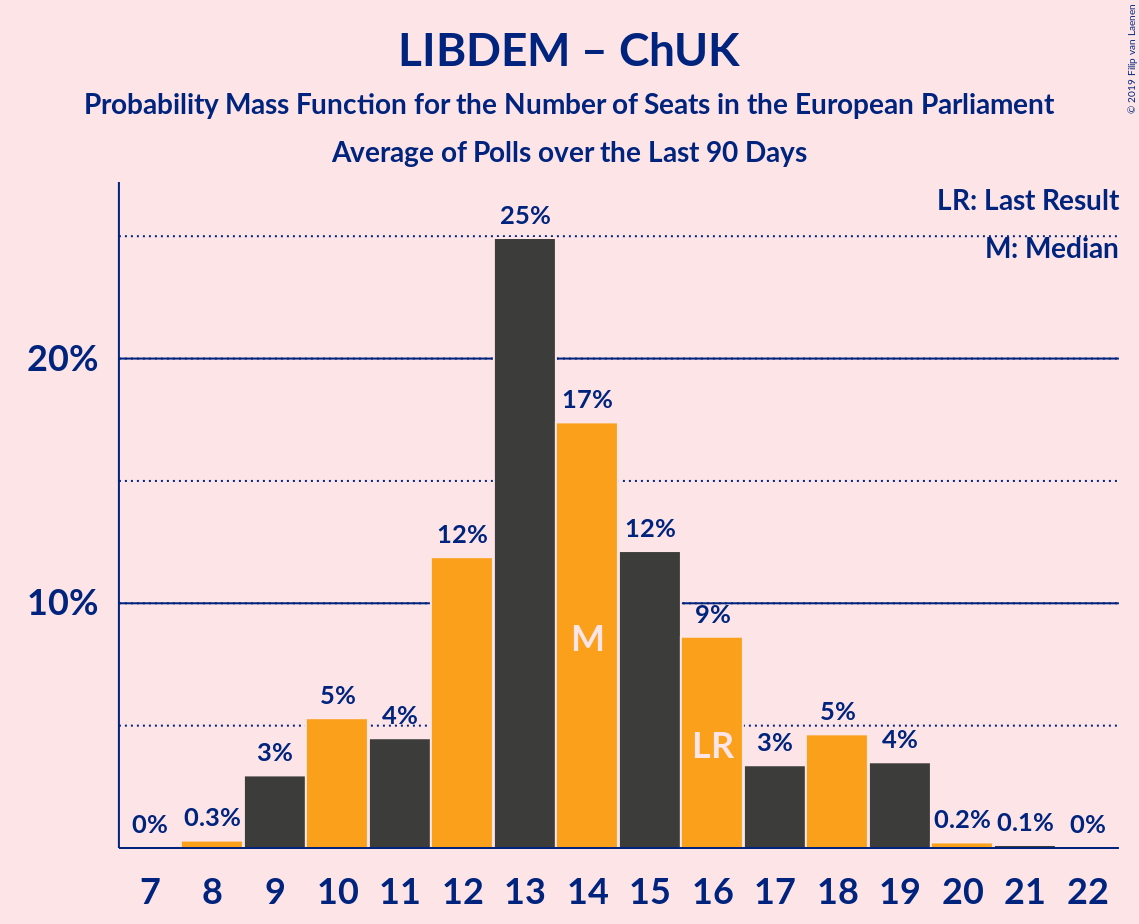 LIBDEM – ChUK
Probability Mass Function for the Number of Seats in the European Parliament
Average of Polls over the Last 90 Days
© 2019 Filip van Laenen
LR: Last Result
M: Median
20%
10%
0%
0.3%
3%
5%
4%
12%
25%
17%
12%
9%
3%
5%
4%
0.2%
0.1%
0%
M
LR
7 8 9 10 11 12 13 14 15 16 17 18 19 20 21 22